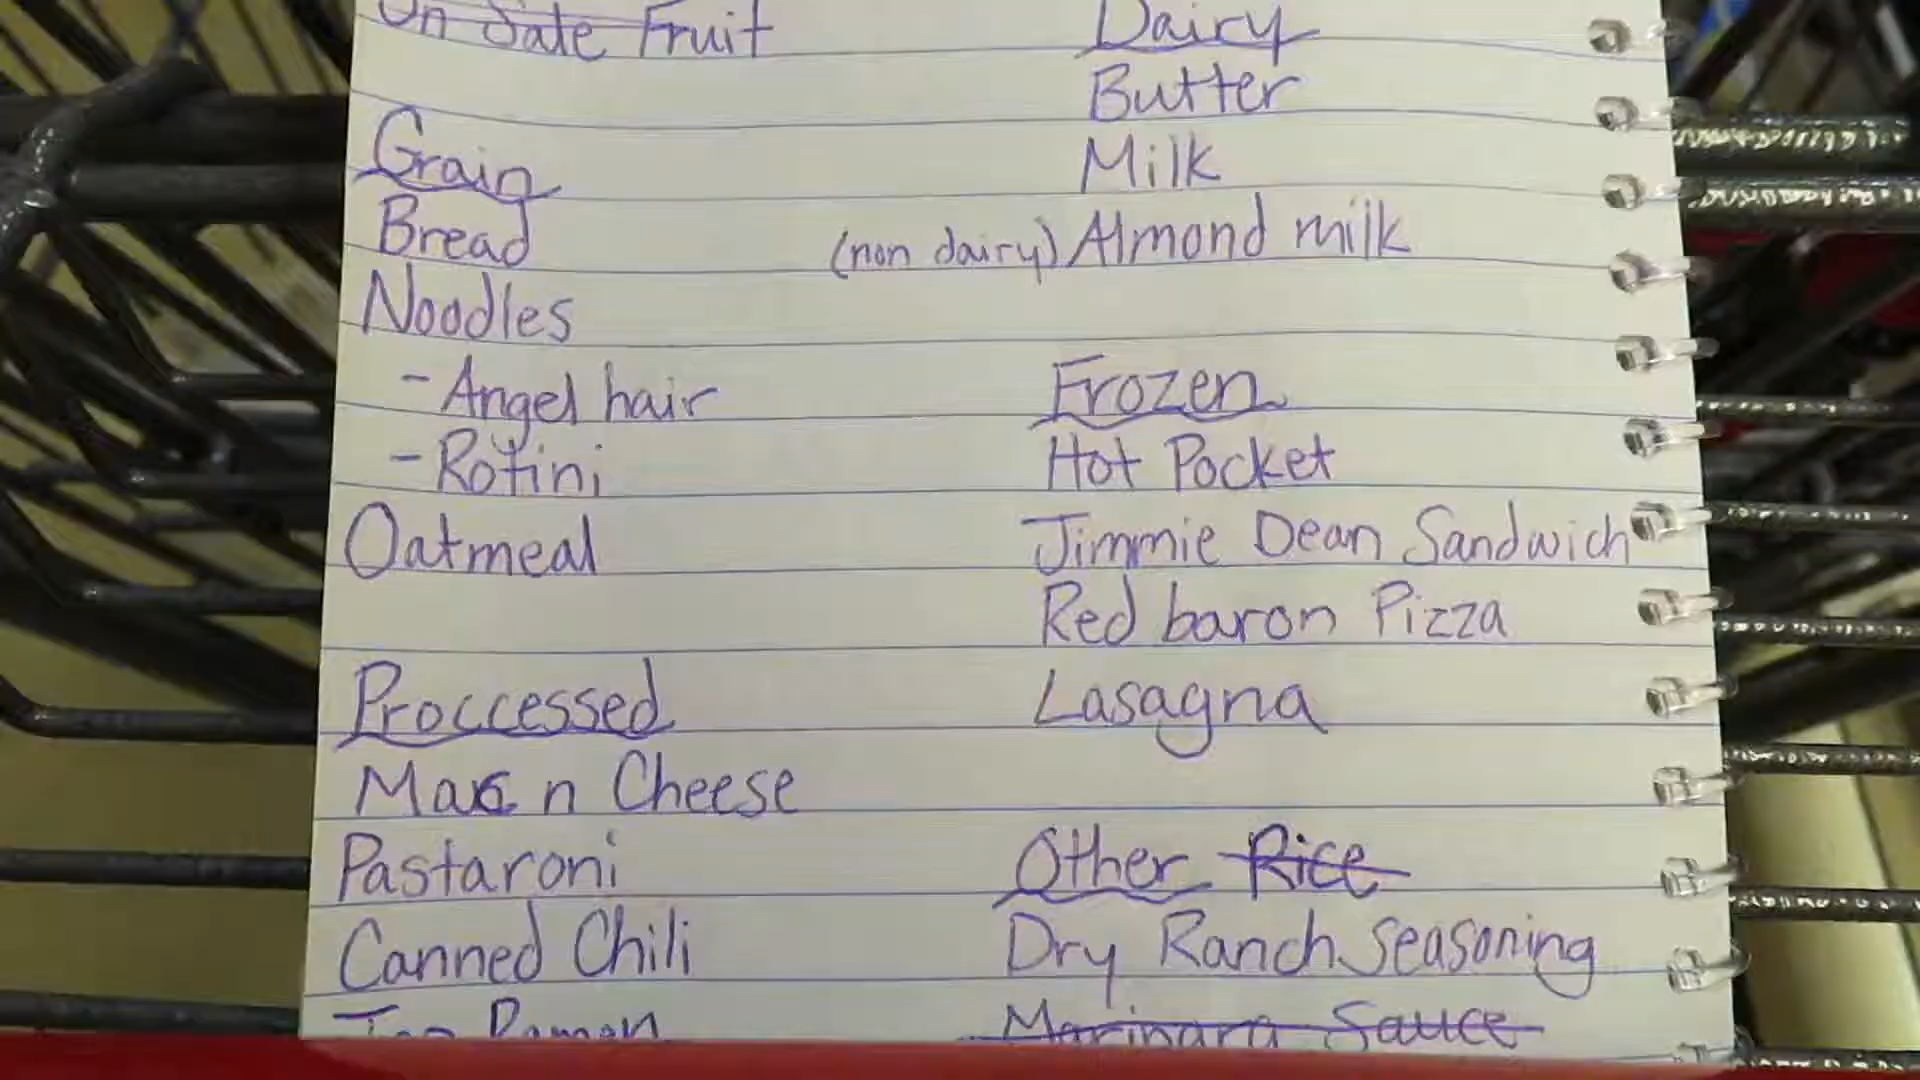 On Sale Fruit
Grain
Bread
Noodles
- Angel hair
- Rotini
Oatmeal
Proccessed
Mac n Cheese
Pastaroni
Canned Chili
Top Ramen
Dairy
Butter
Milk
(non dairy) Almond milk
Frozen
Hot Pocket
Jimmie Dean Sandwich
Red baron Pizza
Lasagna
Other Rice
Dry Ranch seasoning
Marinara Sauce